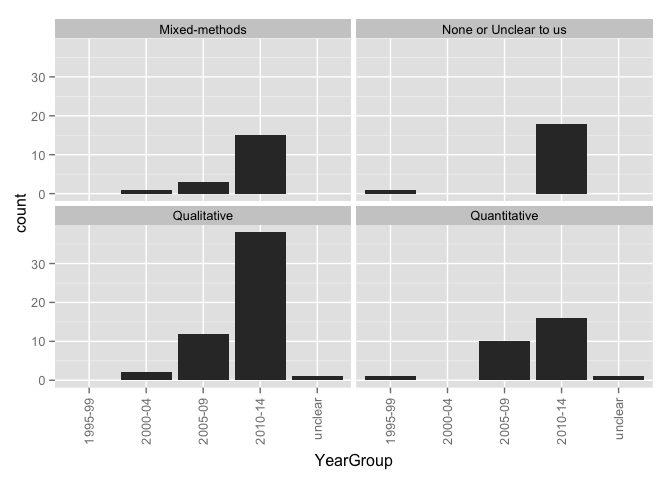 Mixed-methods
None or Unclear to us
30
20
10
0
count
Qualitative
Quantitative
30
20
10
0
1995-99
2000-04
2005-09
2010-14
unclear
1995-99
2000-04
2005-09
2010-14
unclear
YearGroup